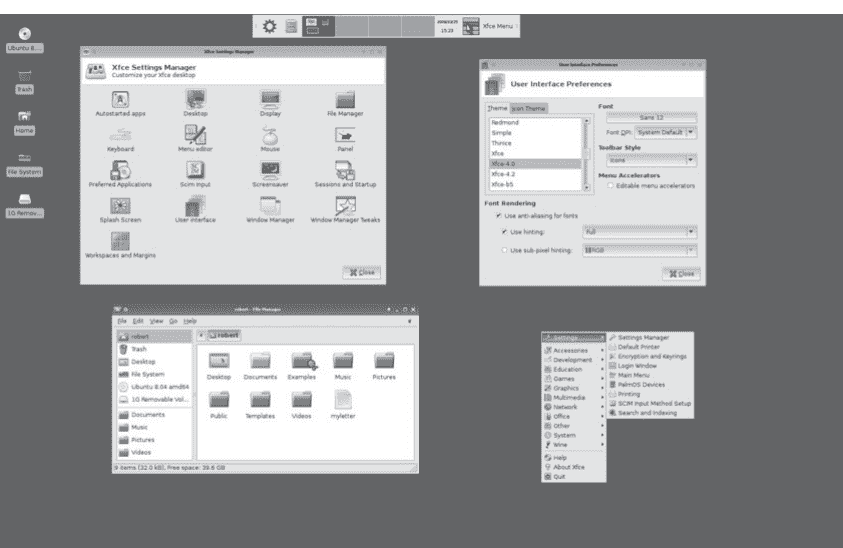 15:23
Xfce Menu
Ubuntu 8....
Trash
Home
File System
1G Remov...
Xfce Settings Manager
Xfce Settings Manager
Customize your Xfce desktop
Autostarted apps
Desktop
Display
File Manager
Keyboard
Menu editor
Mouse
Panel
Preferred Applications
Scim Input
Screensaver
Sessions and Startup
Splash Screen
User interface
Window Manager
Window Manager Tweaks
Workspaces and Margins
Close
User Interface Preferences
User Interface Preferences
Theme
Icon Theme
Redmond
Simple
Thinice
Xfce
Xfce-4.0
Xfce-4.2
Xfce-b5
Font
Sans 12
Font DPI: System Default
Toolbar Style
Icons
Menu Accelerators
Editable menu accelerators
Font Rendering
Use anti-aliasing for fonts
Use hinting: Full
Use sub-pixel hinting: RGB
Close
robert - File Manager
File Edit View Go Help
robert
Trash
Desktop
File System
Ubuntu 8.04 amd64
1G Removable Vol...
Documents
Music
Pictures
Videos
robert
Desktop
Documents
Examples
Music
Pictures
Public
Templates
Videos
myletter
9 items (32.0 kB), Free space: 39.6 GB
Settings
Accessories
Development
Education
Games
Graphics
Multimedia
Network
Office
Other
System
Wine
Help
About Xfce
Quit
Settings Manager
Default Printer
Encryption and Keyrings
Login Window
Main Menu
PalmOS Devices
Printing
SCIM Input Method Setup
Search and Indexing